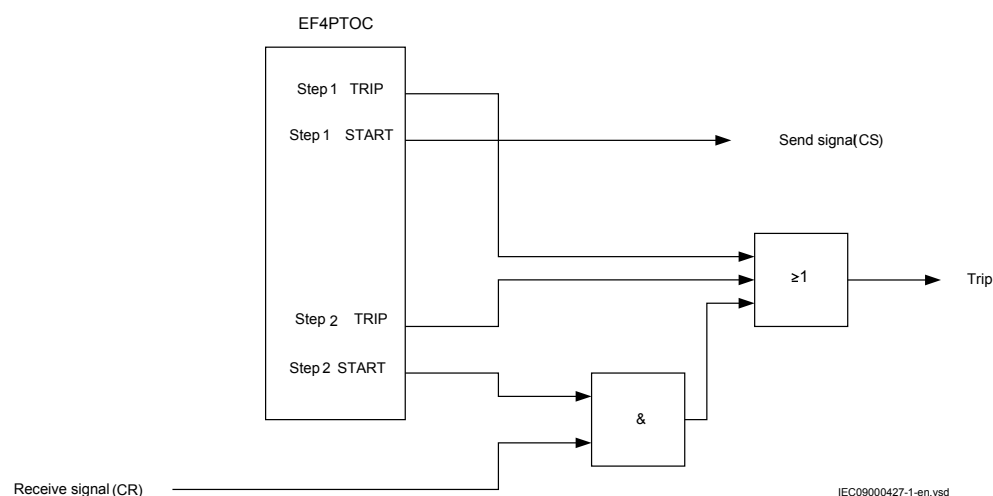 EF4PTOC
Step 1 TRIP
Step 1 START
Send signal(CS)
≥1
Trip
Step 2 TRIP
Step 2 START
&
Receive signal (CR)
IEC09000427-1-en.vsd